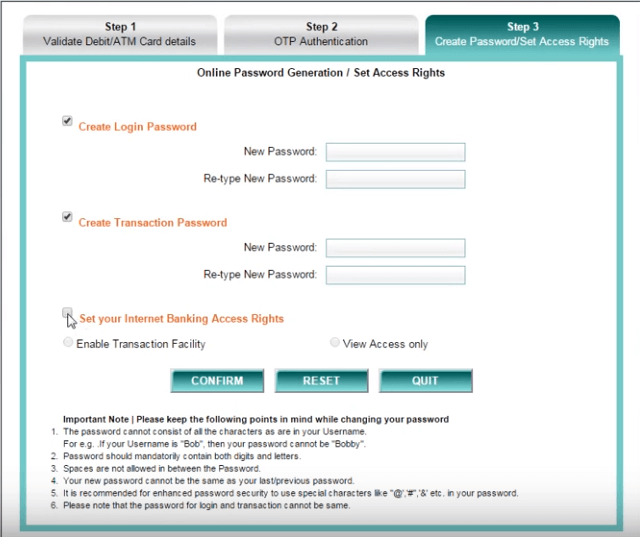 Step 1
Validate Debit/ATM Card details
Step 2
OTP Authentication
Step 3
Create Password/Set Access Rights
Online Password Generation / Set Access Rights
Create Login Password
New Password:
Re-type New Password:
Create Transaction Password
New Password:
Re-type New Password:
Set your Internet Banking Access Rights
Enable Transaction Facility
View Access only
CONFIRM
RESET
QUIT
Important Note | Please keep the following points in mind while changing your password
1. The password cannot consist of all the characters as are in your Username.
For e.g. .If your Username is "Bob", then your password cannot be "Bobby".
2. Password should mandatorily contain both digits and letters.
3. Spaces are not allowed in between the Password.
4. Your new password cannot be the same as your last/previous password.
5. It is recommended for enhanced password security to use special characters like "@','#",'&' etc. in your password.
6. Please note that the password for login and transaction cannot be same.